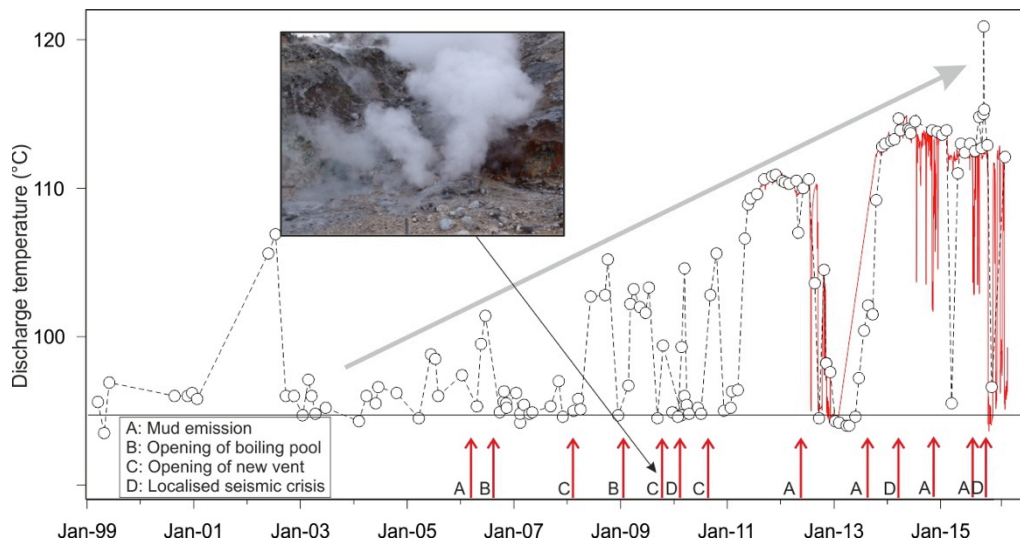 120
110
100
Discharge temperature (°C)
A: Mud emission
B: Opening of boiling pool
C: Opening of new vent
D: Localised seismic crisis
A B C B C D C A A D A A D
Jan-99 Jan-01 Jan-03 Jan-05 Jan-07 Jan-09 Jan-11 Jan-13 Jan-15